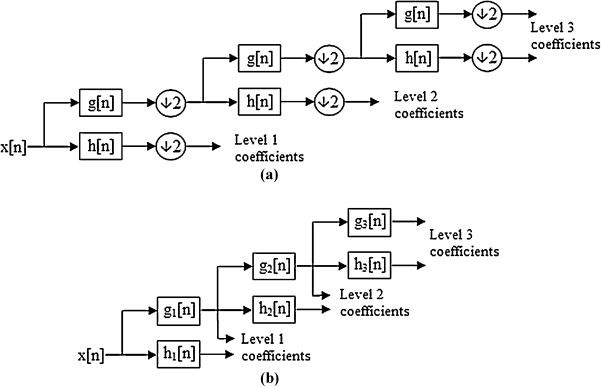 g[n] ↓2 Level 3
coefficients
g[n] ↓2 h[n] ↓2
g[n] ↓2 h[n] ↓2 Level 2
coefficients
x[n] h[n] ↓2 Level 1
coefficients
(a)
g₃[n] Level 3
coefficients
g₂[n] h₃[n]
g₁[n] h₂[n] Level 2
coefficients
x[n] h₁[n] Level 1
coefficients
(b)